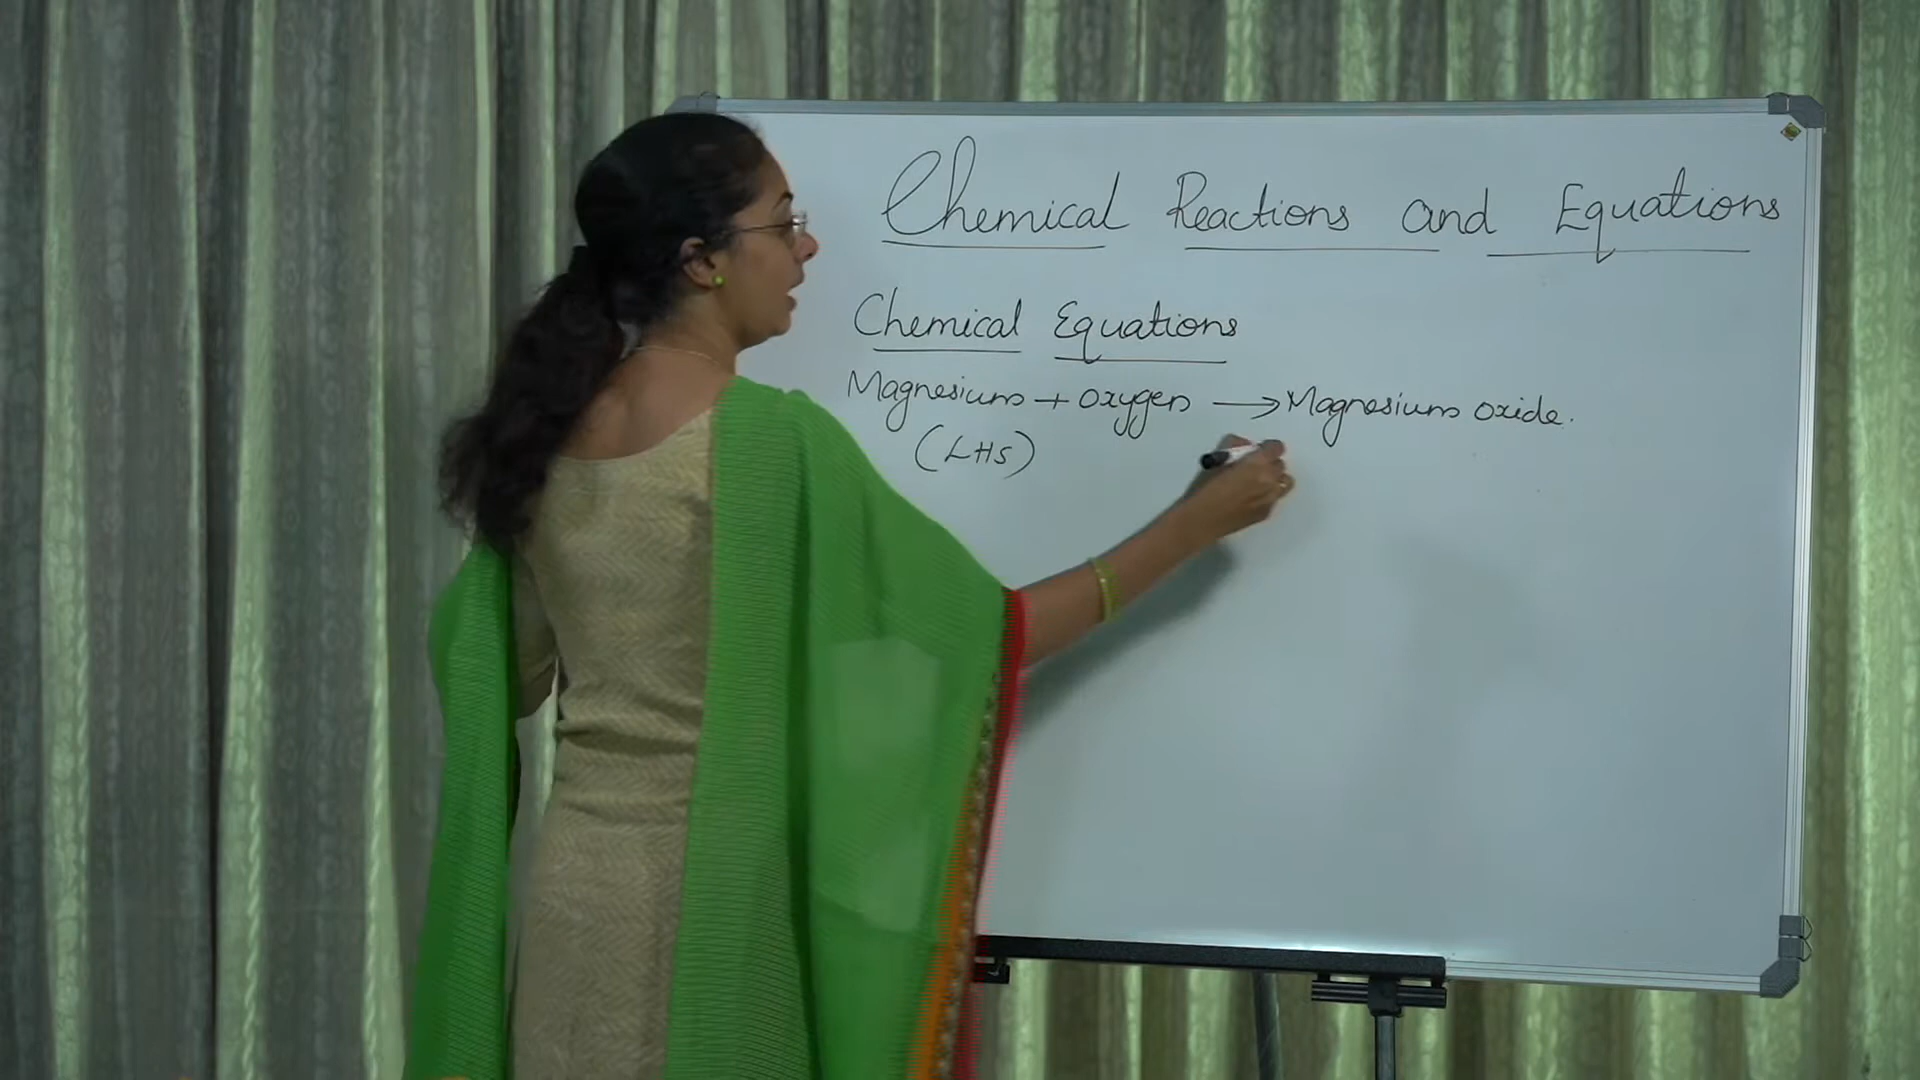 Chemical Reactions and Equations
Chemical Equations
Magnesium + Oxygen → Magnesium oxide.
(LHS)